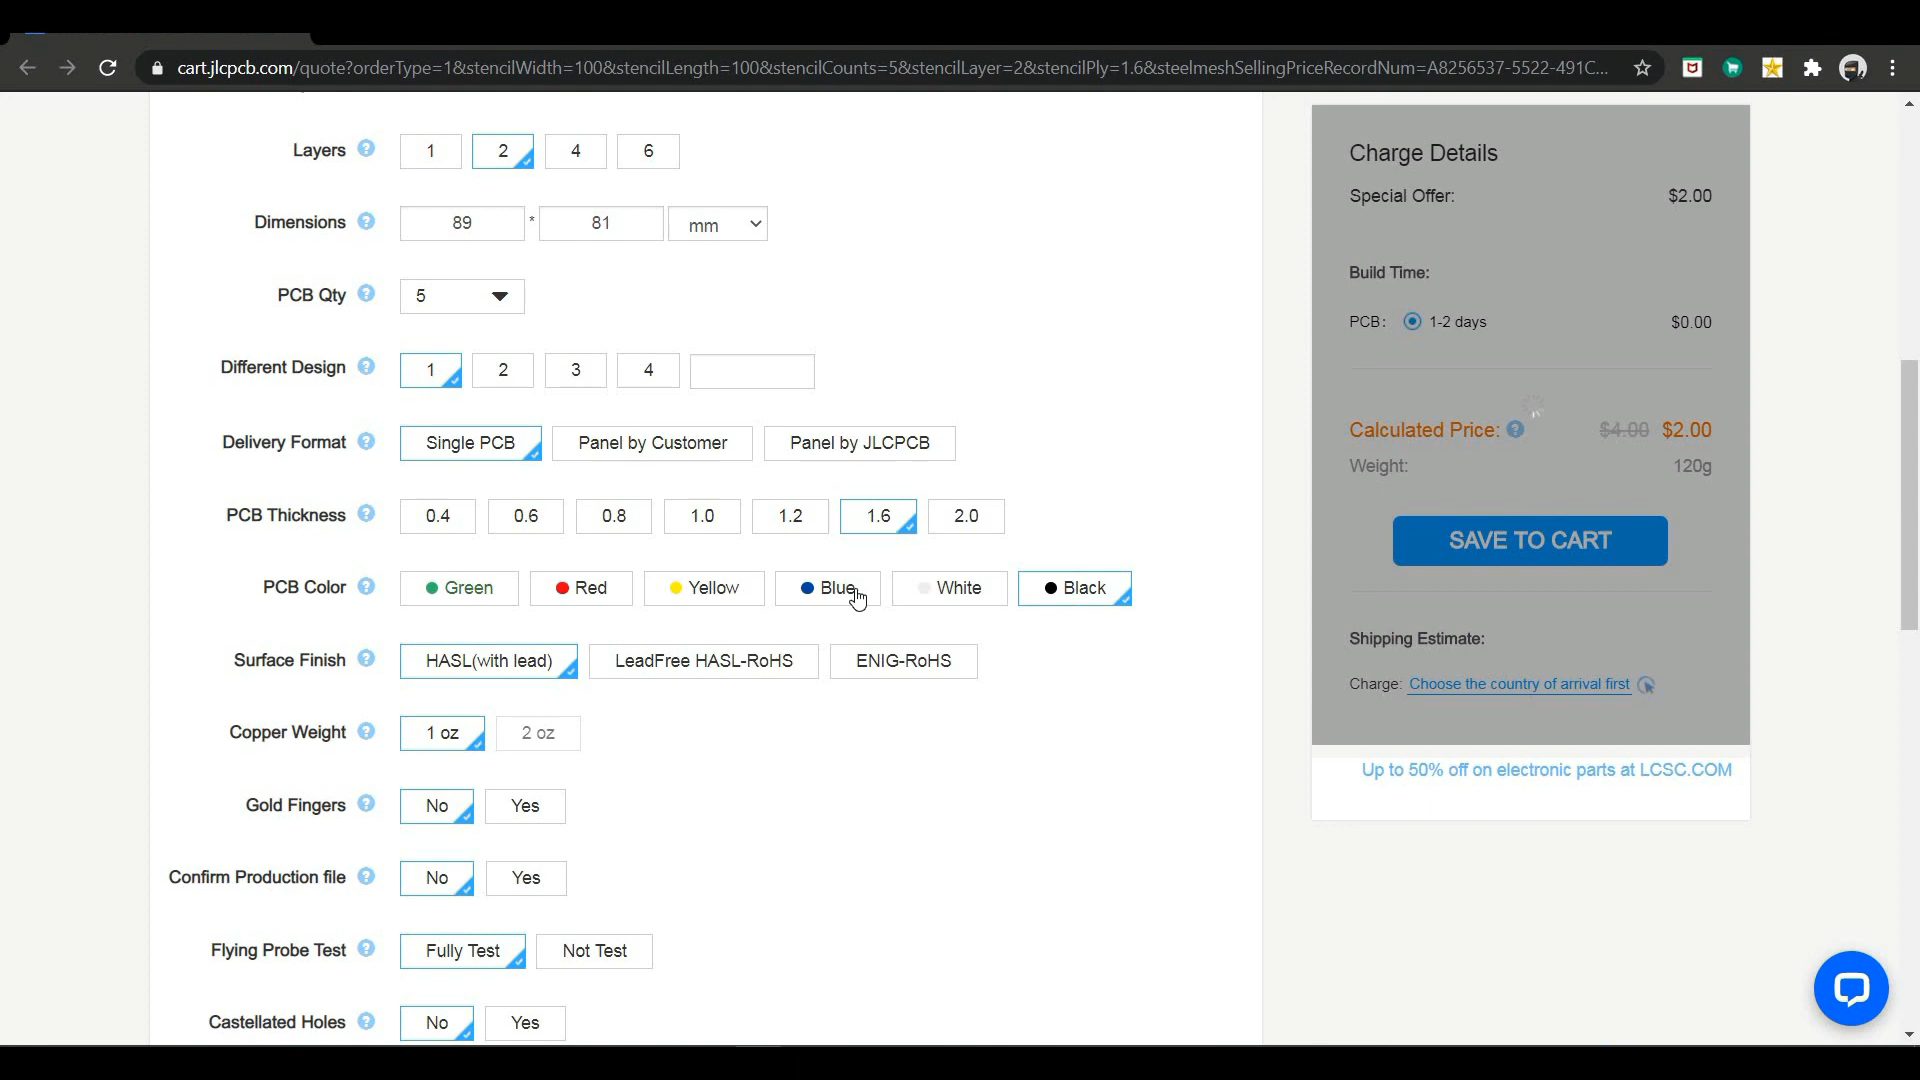 cart.jlcpcb.com/quote?orderType=1&stencilWidth=100&stencilLength=100&stencilCounts=5&stencilLayer=2&stencilPly=1.6&steelmeshSellingPriceRecordNum=A8256537-5522-491C...
Layers ? 1 2 4 6
Dimensions ? 89 * 81 mm
PCB Qty ? 5
Different Design ? 1 2 3 4
Delivery Format ? Single PCB Panel by Customer Panel by JLCPCB
PCB Thickness ? 0.4 0.6 0.8 1.0 1.2 1.6 2.0
PCB Color ? Green Red Yellow Blue White Black
Surface Finish ? HASL(with lead) LeadFree HASL-RoHS ENIG-RoHS
Copper Weight ? 1 oz 2 oz
Gold Fingers ? No Yes
Confirm Production file ? No Yes
Flying Probe Test ? Fully Test Not Test
Castellated Holes ? No Yes
Charge Details
Special Offer: $2.00
Build Time:
PCB: 1-2 days $0.00
Calculated Price: ? $4.00 $2.00
Weight: 120g
SAVE TO CART
Shipping Estimate:
Charge: Choose the country of arrival first
Up to 50% off on electronic parts at LCSC.COM